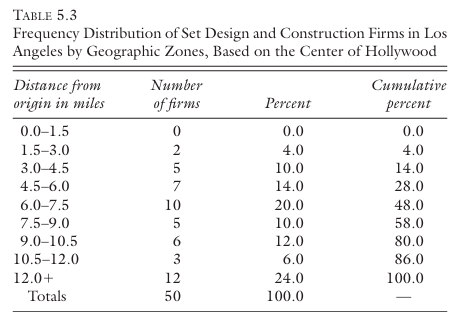 TABLE 5.3
Frequency Distribution of Set Design and Construction Firms in Los
Angeles by Geographic Zones, Based on the Center of Hollywood
Distance from Number Cumulative
origin in miles of firms Percent percent
0.0–1.5 0 0.0 0.0
1.5–3.0 2 4.0 4.0
3.0–4.5 5 10.0 14.0
4.5–6.0 7 14.0 28.0
6.0–7.5 10 20.0 48.0
7.5–9.0 5 10.0 58.0
9.0–10.5 6 12.0 80.0
10.5–12.0 3 6.0 86.0
12.0+ 12 24.0 100.0
Totals 50 100.0 —